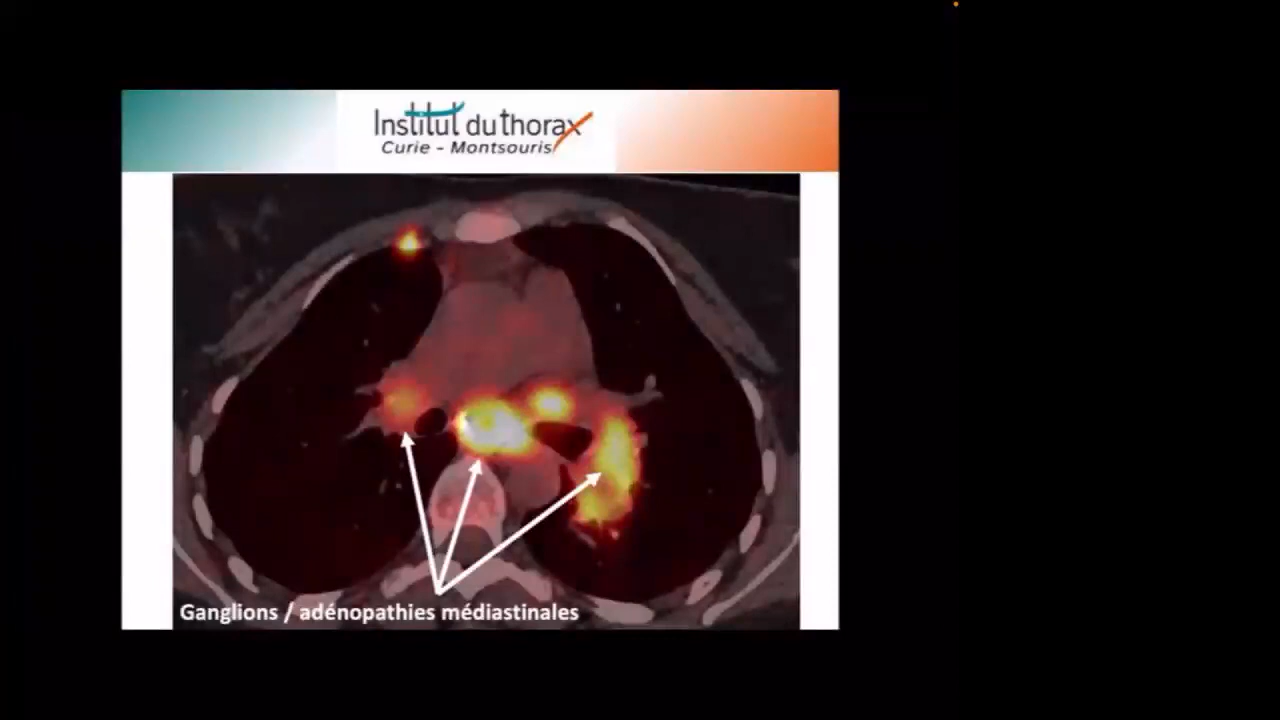 Institut du thorax
Curie - Montsouris
Ganglions / adénopathies médiastinales